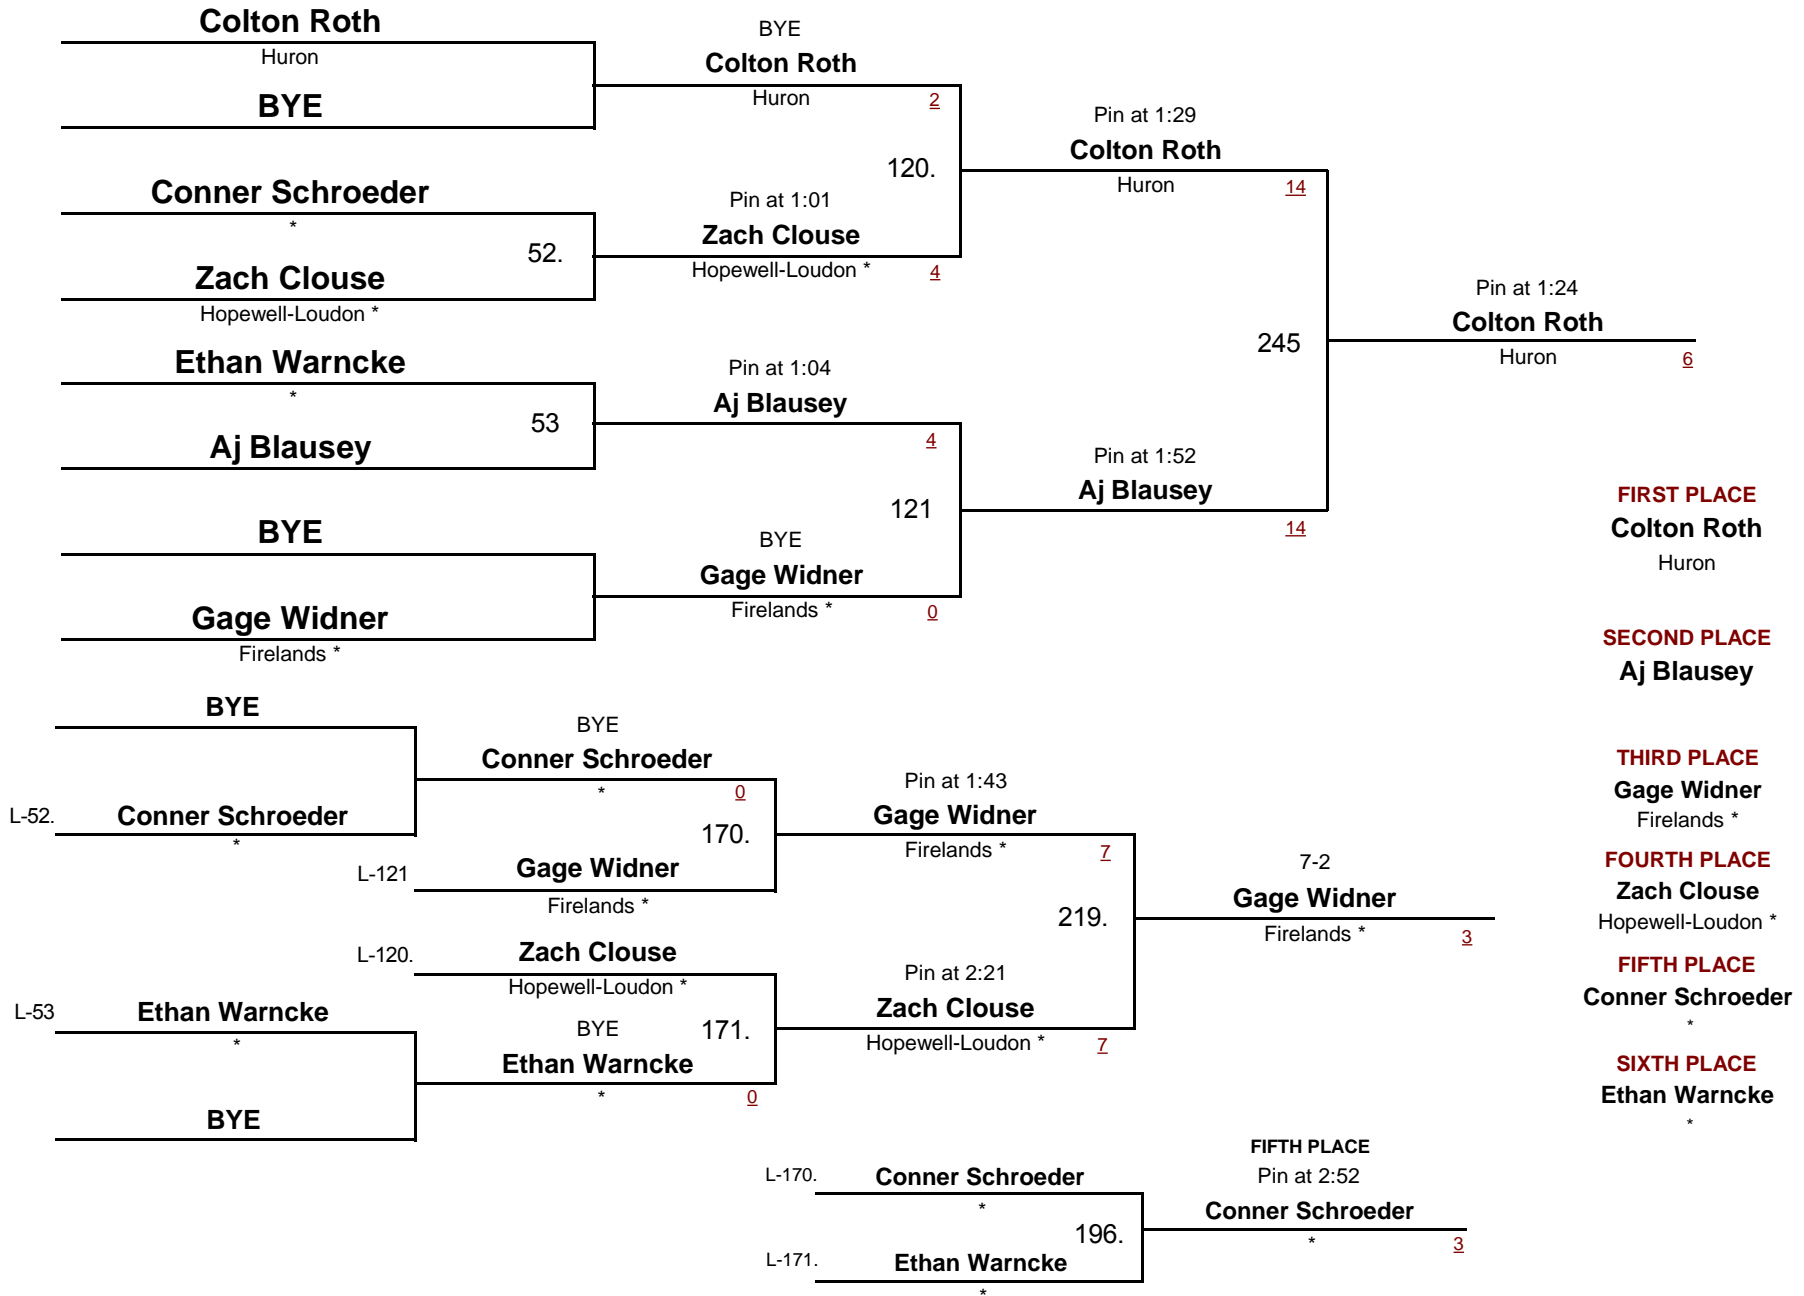 Colton Roth
Huron
BYE
BYE
Colton Roth
Huron
2
Conner Schroeder
*
52.
Zach Clouse
Hopewell-Loudon *
Pin at 1:01
Zach Clouse
Hopewell-Loudon *
4
120.
Pin at 1:29
Colton Roth
Huron
14
Ethan Warncke
*
53
Aj Blausey
Pin at 1:04
Aj Blausey
4
BYE
Gage Widner
Firelands *
BYE
Gage Widner
Firelands *
0
121
Pin at 1:52
Aj Blausey
14
245
Pin at 1:24
Colton Roth
Huron
6
FIRST PLACE
Colton Roth
Huron
SECOND PLACE
Aj Blausey
THIRD PLACE
Gage Widner
Firelands *
FOURTH PLACE
Zach Clouse
Hopewell-Loudon *
FIFTH PLACE
Conner Schroeder
*
SIXTH PLACE
Ethan Warncke
*
BYE
L-52.
Conner Schroeder
*
BYE
Conner Schroeder
*
0
170.
L-121
Gage Widner
Firelands *
Pin at 1:43
Gage Widner
Firelands *
7
L-120.
Zach Clouse
Hopewell-Loudon *
L-53
Ethan Warncke
*
BYE
BYE
Ethan Warncke
*
0
171.
Pin at 2:21
Zach Clouse
Hopewell-Loudon *
7
219.
7-2
Gage Widner
Firelands *
3
L-170.
Conner Schroeder
*
196.
L-171.
Ethan Warncke
*
FIFTH PLACE
Pin at 2:52
Conner Schroeder
*
3